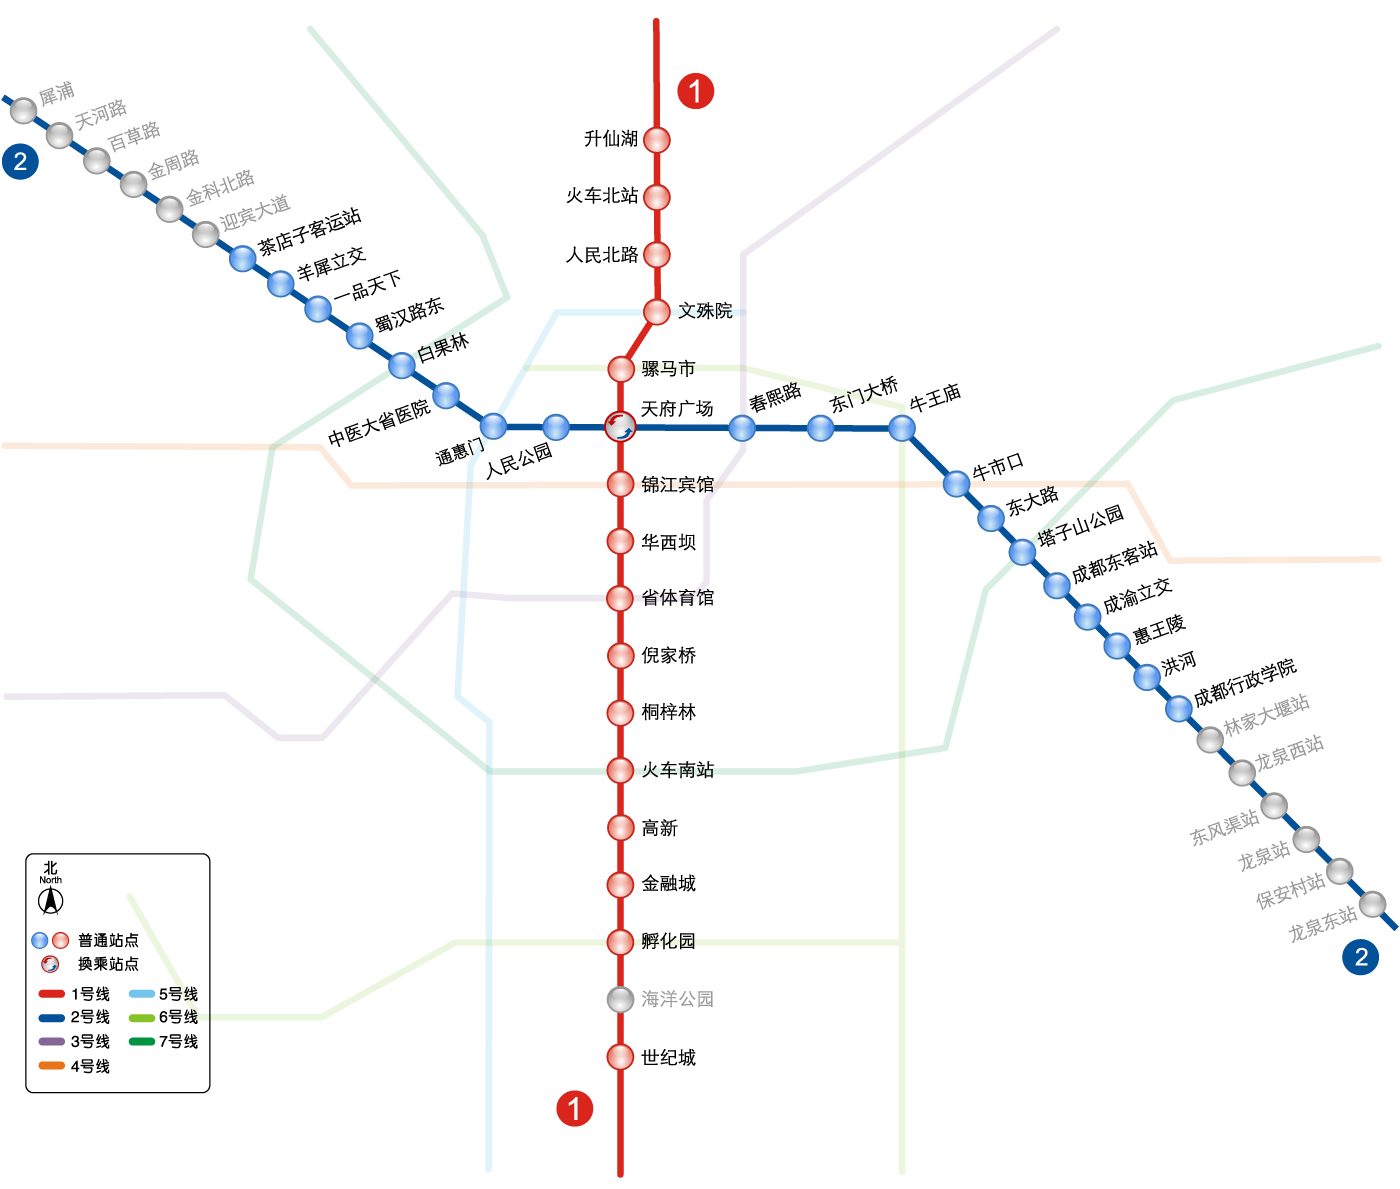 1
升仙湖
火车北站
人民北路
文殊院
骡马市
天府广场
锦江宾馆
华西坝
省体育馆
倪家桥
桐梓林
火车南站
高新
金融城
孵化园
海洋公园
世纪城
1
2
犀浦
天河路
百草路
金周路
金科北路
迎宾大道
茶店子客运站
羊犀立交
一品天下
蜀汉路东
白果林
中医大省医院
通惠门
人民公园
春熙路
东门大桥
牛王庙
牛市口
东大路
塔子山公园
成都东客站
成渝立交
惠王陵
洪河
成都行政学院
林家大堰站
龙泉西站
东风渠站
龙泉站
保安村站
龙泉东站
2
北
North
普通站点
换乘站点
1号线
5号线
2号线
6号线
3号线
7号线
4号线